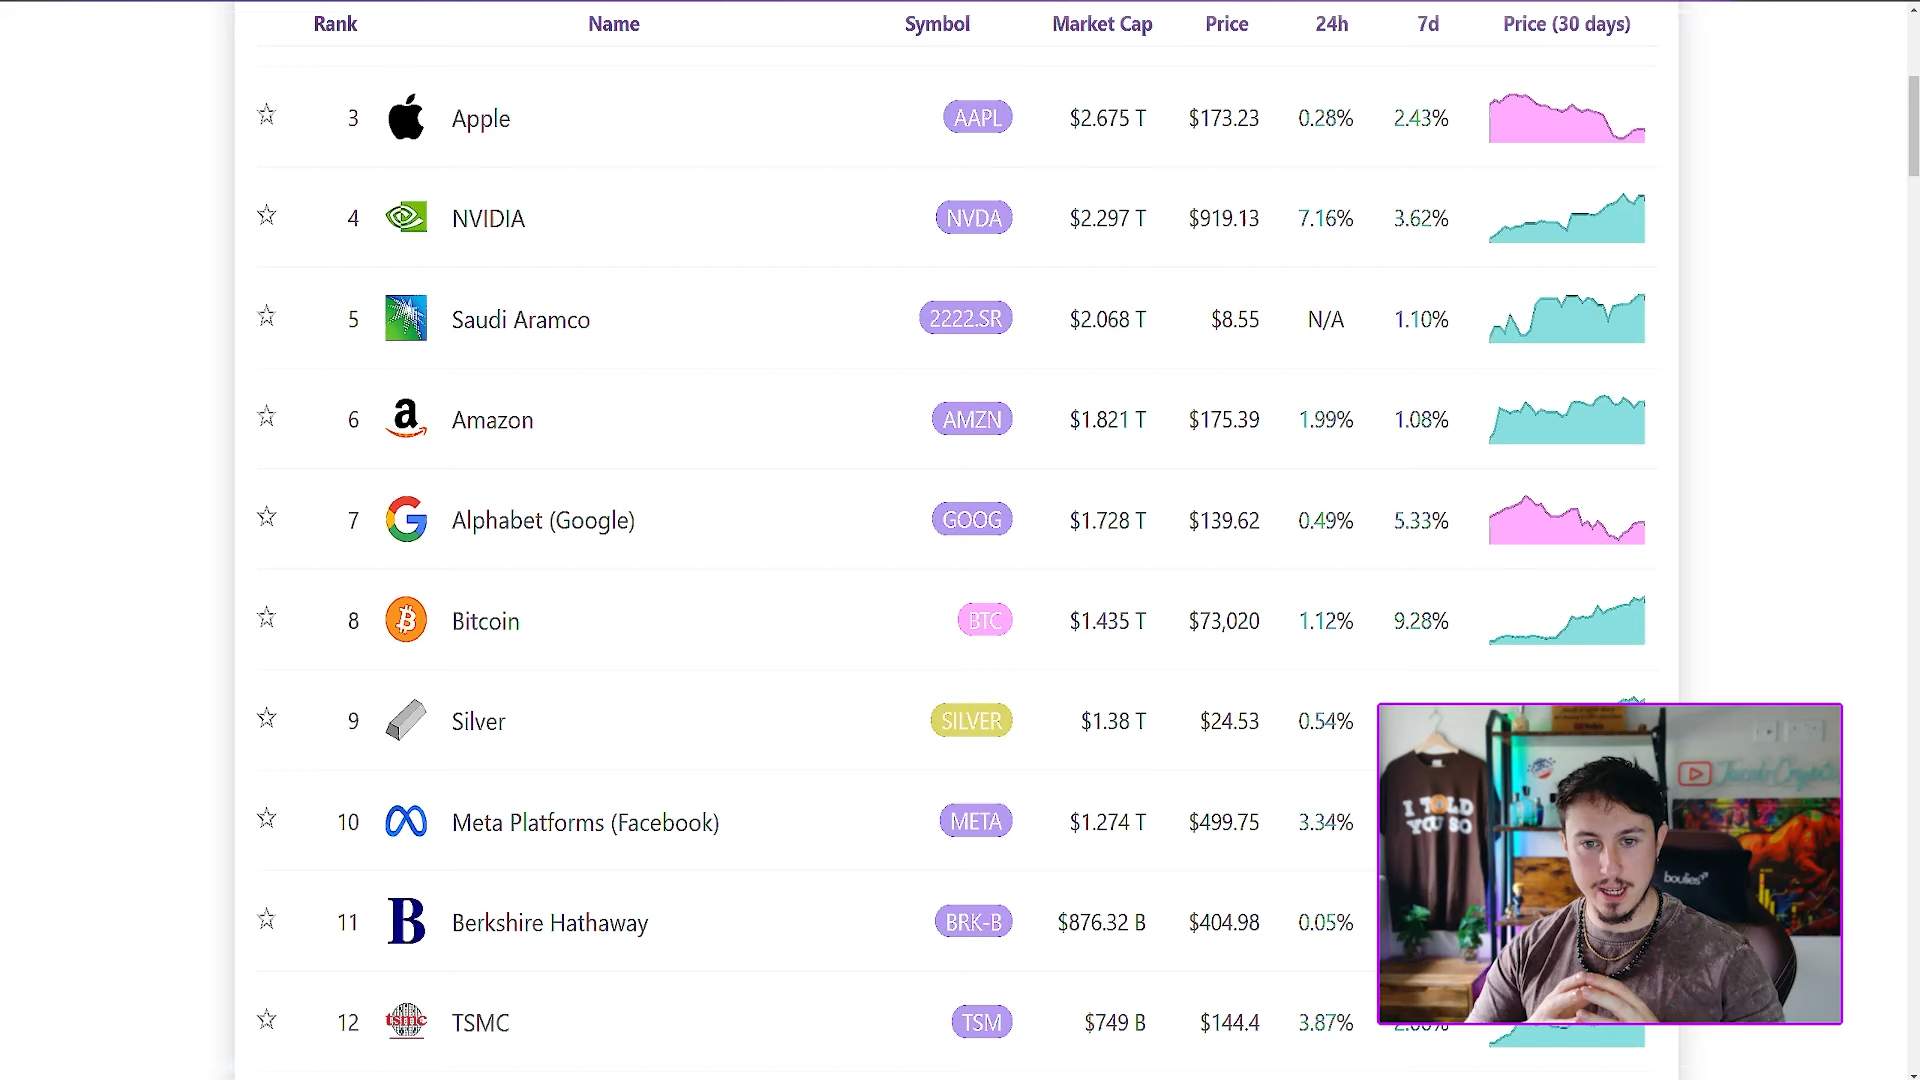 Rank Name Symbol Market Cap Price 24h 7d Price (30 days)
3 Apple AAPL $2.675 T $173.23 0.28% 2.43%
4 NVIDIA NVDA $2.297 T $919.13 7.16% 3.62%
5 Saudi Aramco 2222.SR $2.068 T $8.55 N/A 1.10%
6 a Amazon AMZN $1.821 T $175.39 1.99% 1.08%
7 G Alphabet (Google) GOOG $1.728 T $139.62 0.49% 5.33%
8 Bitcoin BTC $1.435 T $73,020 1.12% 9.28%
9 Silver SILVER $1.38 T $24.53 0.54%
10 Meta Platforms (Facebook) META $1.274 T $499.75 3.34%
11 B Berkshire Hathaway BRK-B $876.32 B $404.98 0.05%
12 tsmc TSMC TSM $749 B $144.4 3.87%
I TOLD
YOU SO
boulies